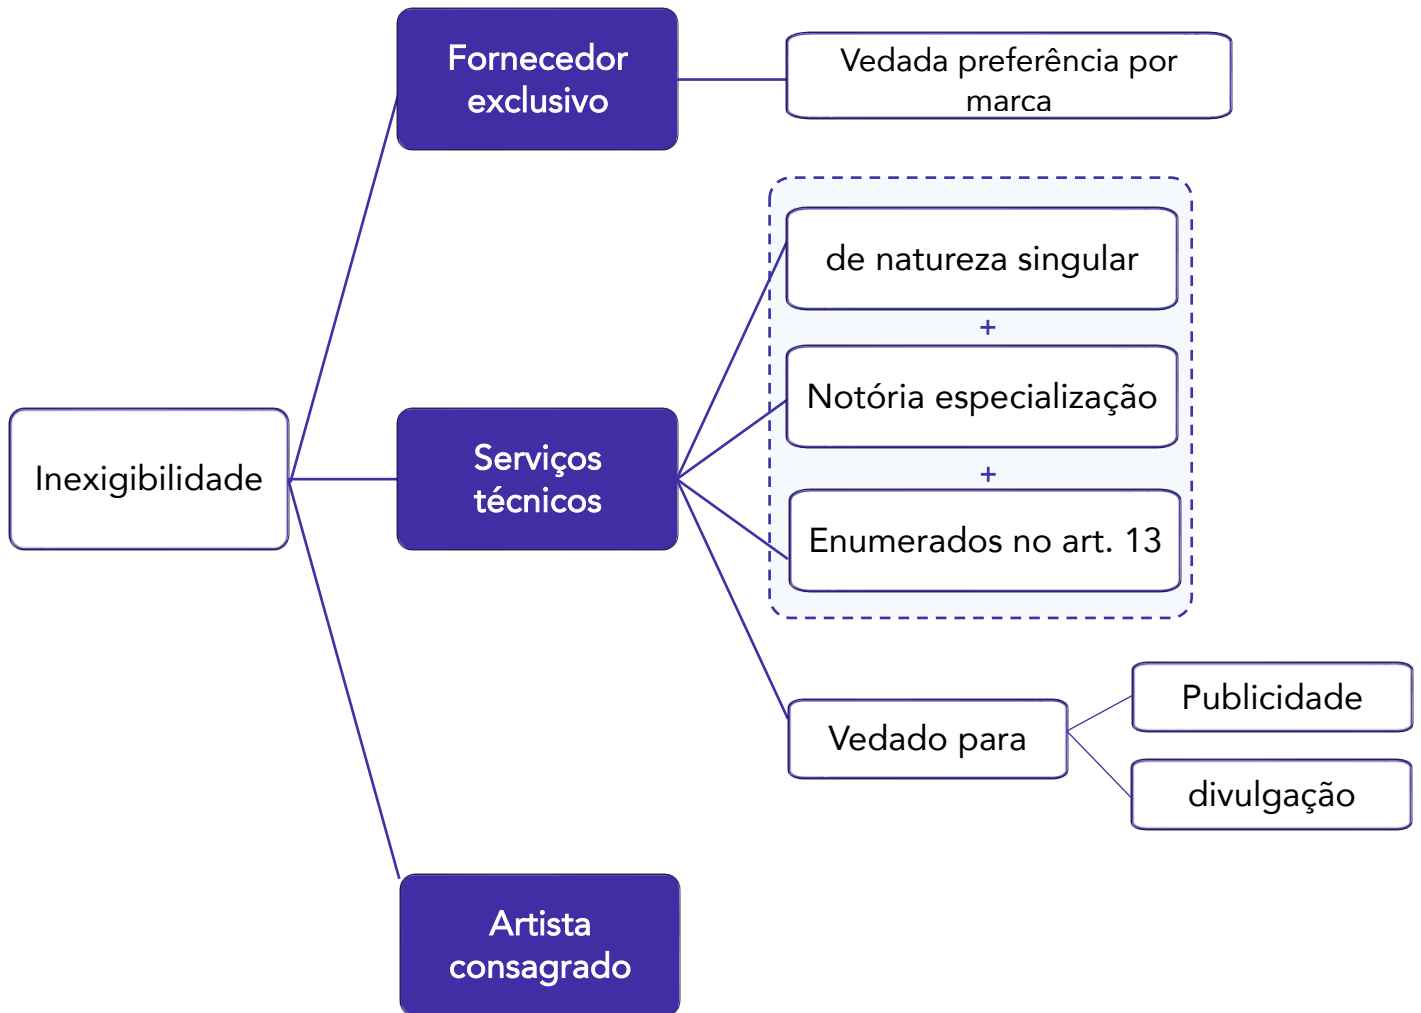 Fornecedor
exclusivo
Vedada preferência por
marca
de natureza singular
+
Notória especialização
+
Enumerados no art. 13
Inexigibilidade
Serviços
técnicos
Vedado para
Publicidade
divulgação
Artista
consagrado